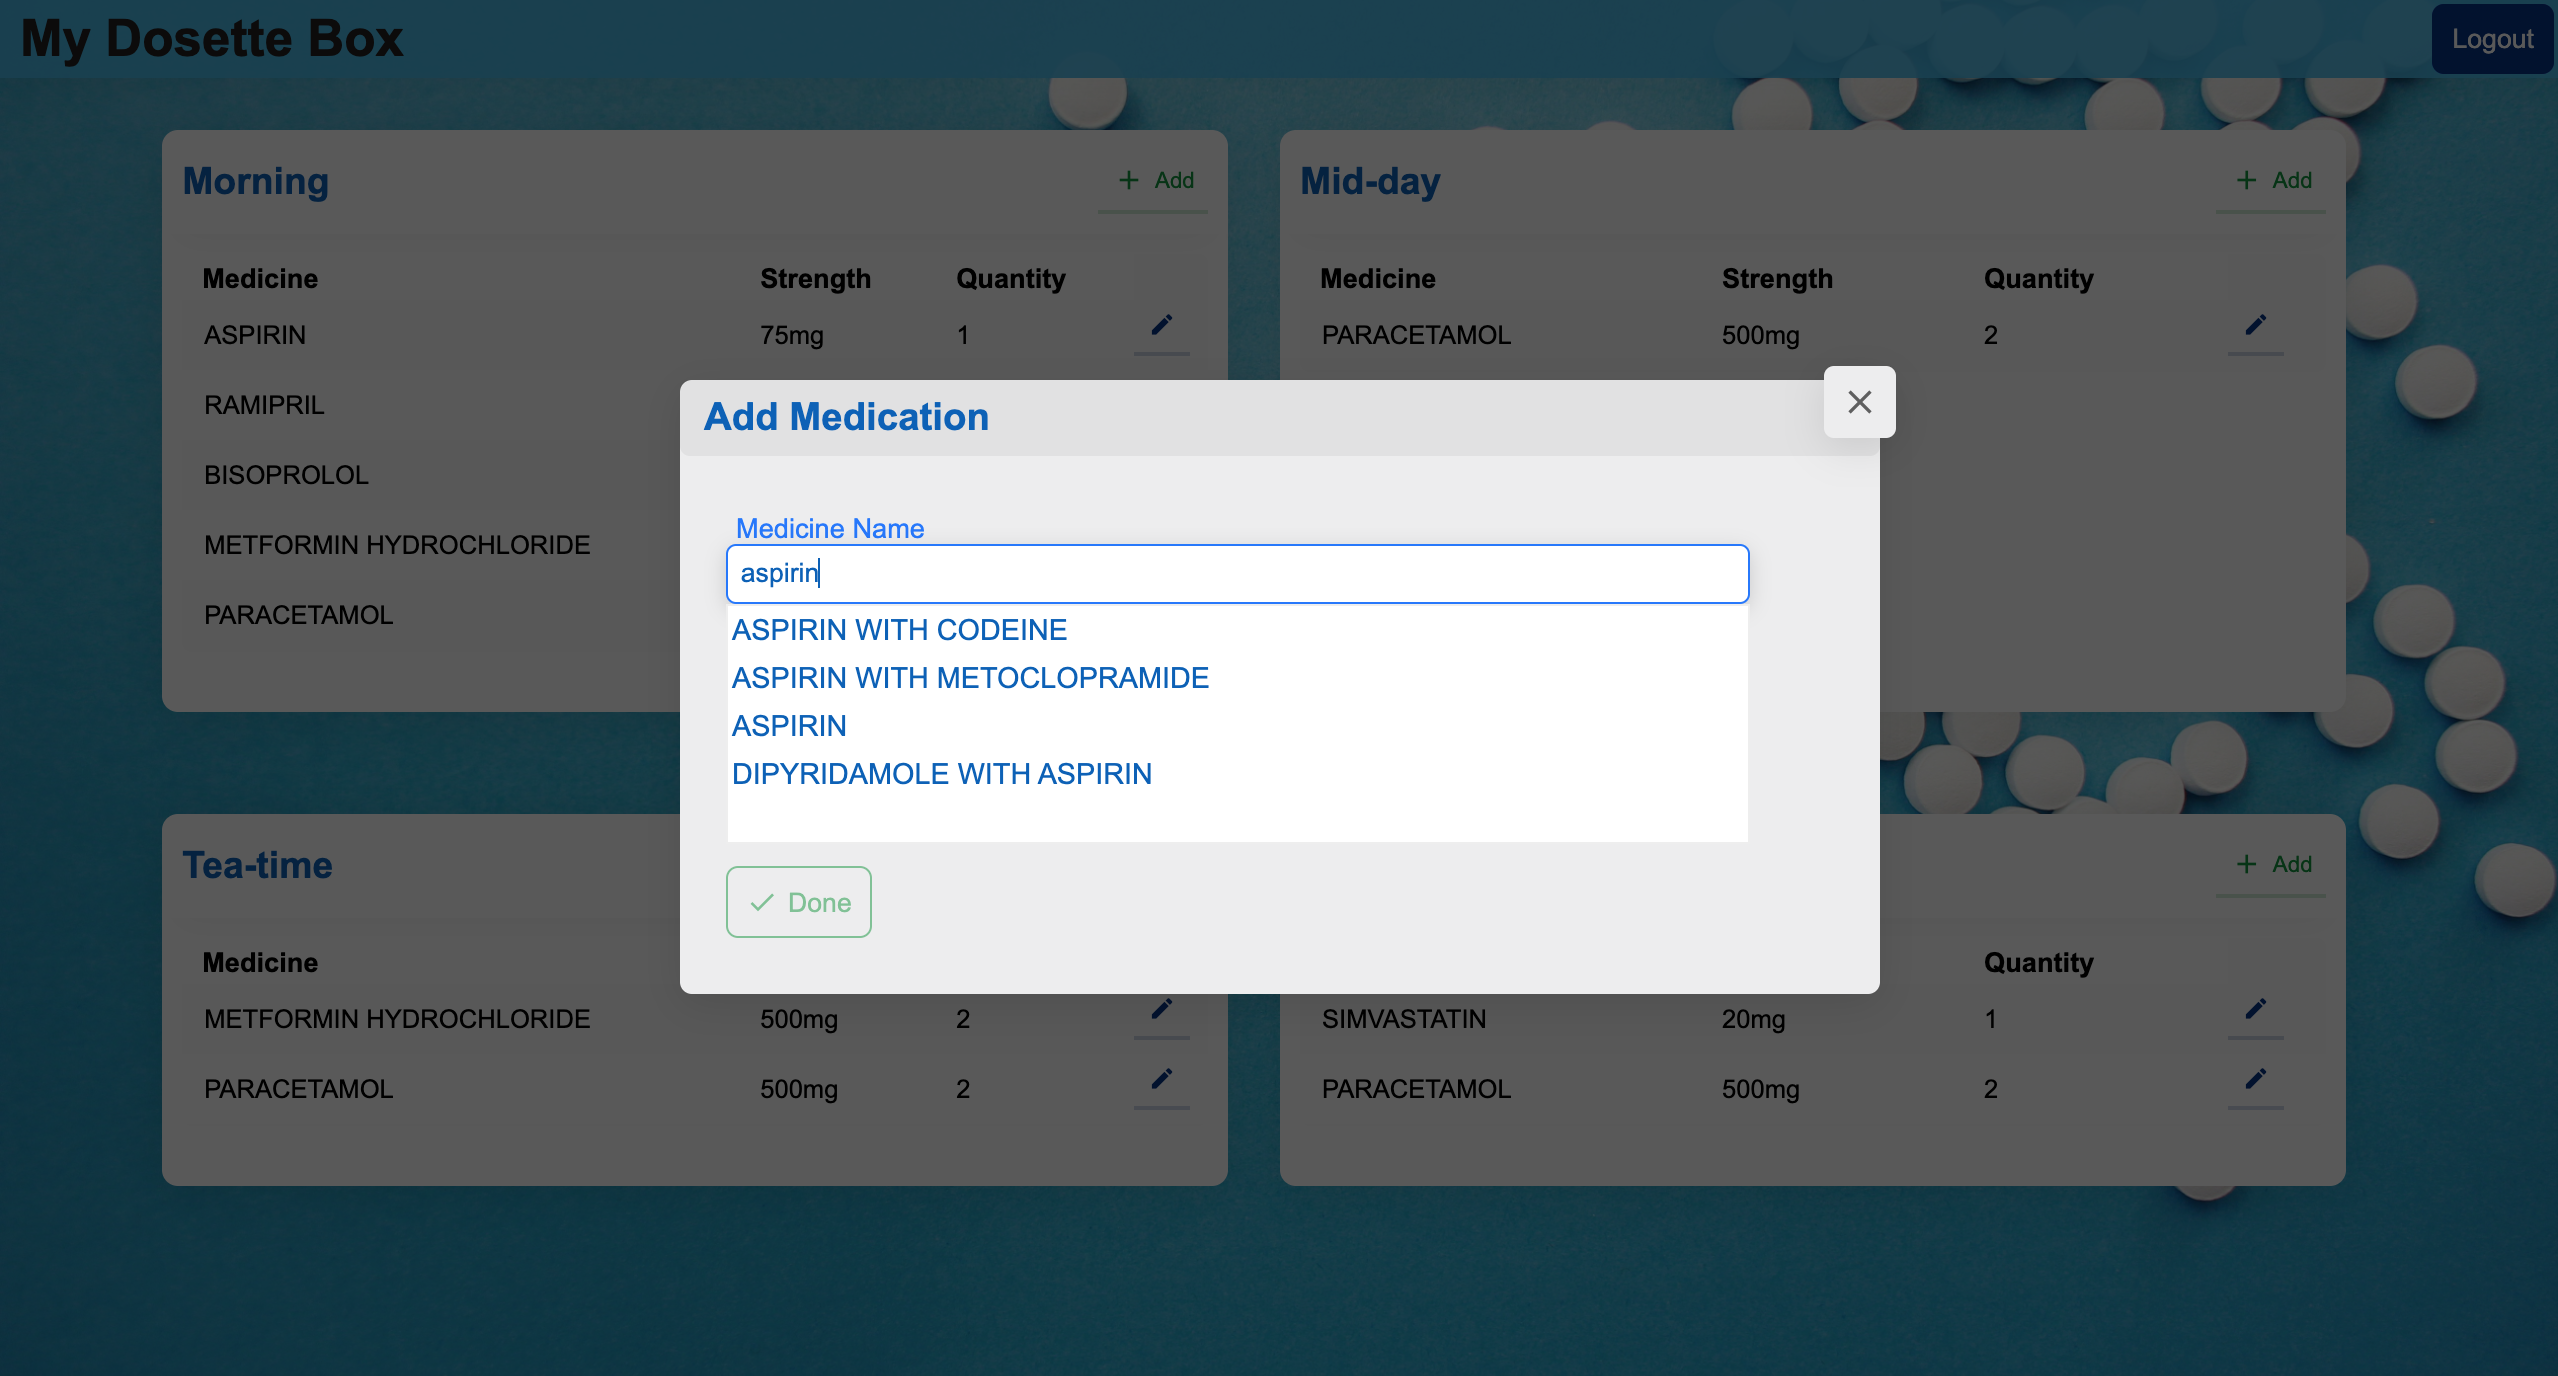 My Dosette Box
Logout
Morning
+ Add
Medicine Strength Quantity
ASPIRIN 75mg 1
RAMIPRIL
BISOPROLOL
METFORMIN HYDROCHLORIDE
PARACETAMOL
Mid-day
+ Add
Medicine Strength Quantity
PARACETAMOL 500mg 2
Add Medication
Medicine Name
aspirin
ASPIRIN WITH CODEINE
ASPIRIN WITH METOCLOPRAMIDE
ASPIRIN
DIPYRIDAMOLE WITH ASPIRIN
Done
Tea-time
Medicine
METFORMIN HYDROCHLORIDE 500mg 2
PARACETAMOL 500mg 2
+ Add
Quantity
SIMVASTATIN 20mg 1
PARACETAMOL 500mg 2